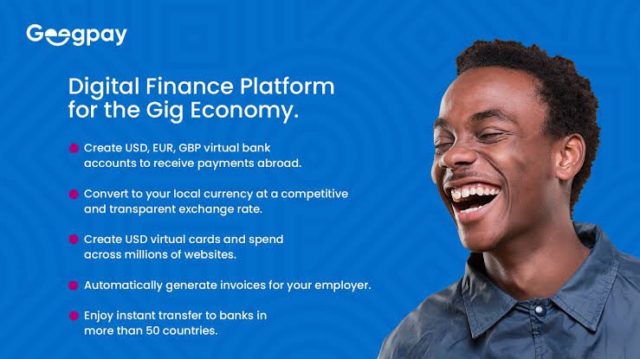 Geegpay
Digital Finance Platform
for the Gig Economy.
Create USD, EUR, GBP virtual bank
accounts to receive payments abroad.
Convert to your local currency at a competitive
and transparent exchange rate.
Create USD virtual cards and spend
across millions of websites.
Automatically generate invoices for your employer.
Enjoy instant transfer to banks in
more than 50 countries.